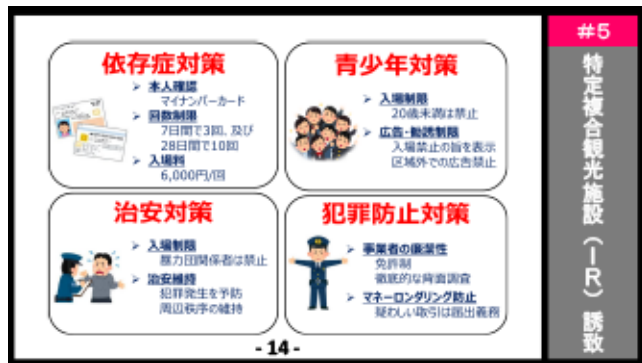 依存症対策
➢ 本人確認
マイナンバーカード
➢ 回数制限
7日間で3回、及び
28日間で10回
➢ 入場料
6,000円/回
青少年対策
➢ 入場制限
20歳未満は禁止
➢ 広告・勧誘制限
入場禁止の旨を表示
区域外での広告禁止
治安対策
➢ 入場制限
暴力団関係者は禁止
➢ 治安維持
犯罪発生を予防
周辺秩序の維持
犯罪防止対策
➢ 事業者の廉潔性
免許制
徹底的な背面調査
➢ マネーロンダリング防止
疑わしい取引は届出義務
- 14 -
#5
特定複合観光施設（IR）誘致